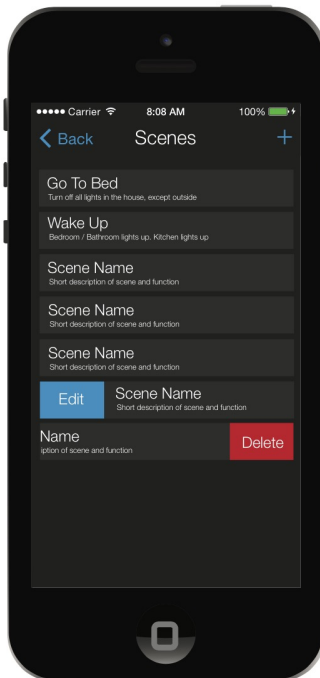 Carrier 8:08 AM 100%
Back Scenes +
Go To Bed
Turn off all lights in the house, except outside
Wake Up
Bedroom / Bathroom lights up. Kitchen lights up
Scene Name
Short description of scene and function
Scene Name
Short description of scene and function
Scene Name
Short description of scene and function
Edit Scene Name
Short description of scene and function
Name Delete
iption of scene and function